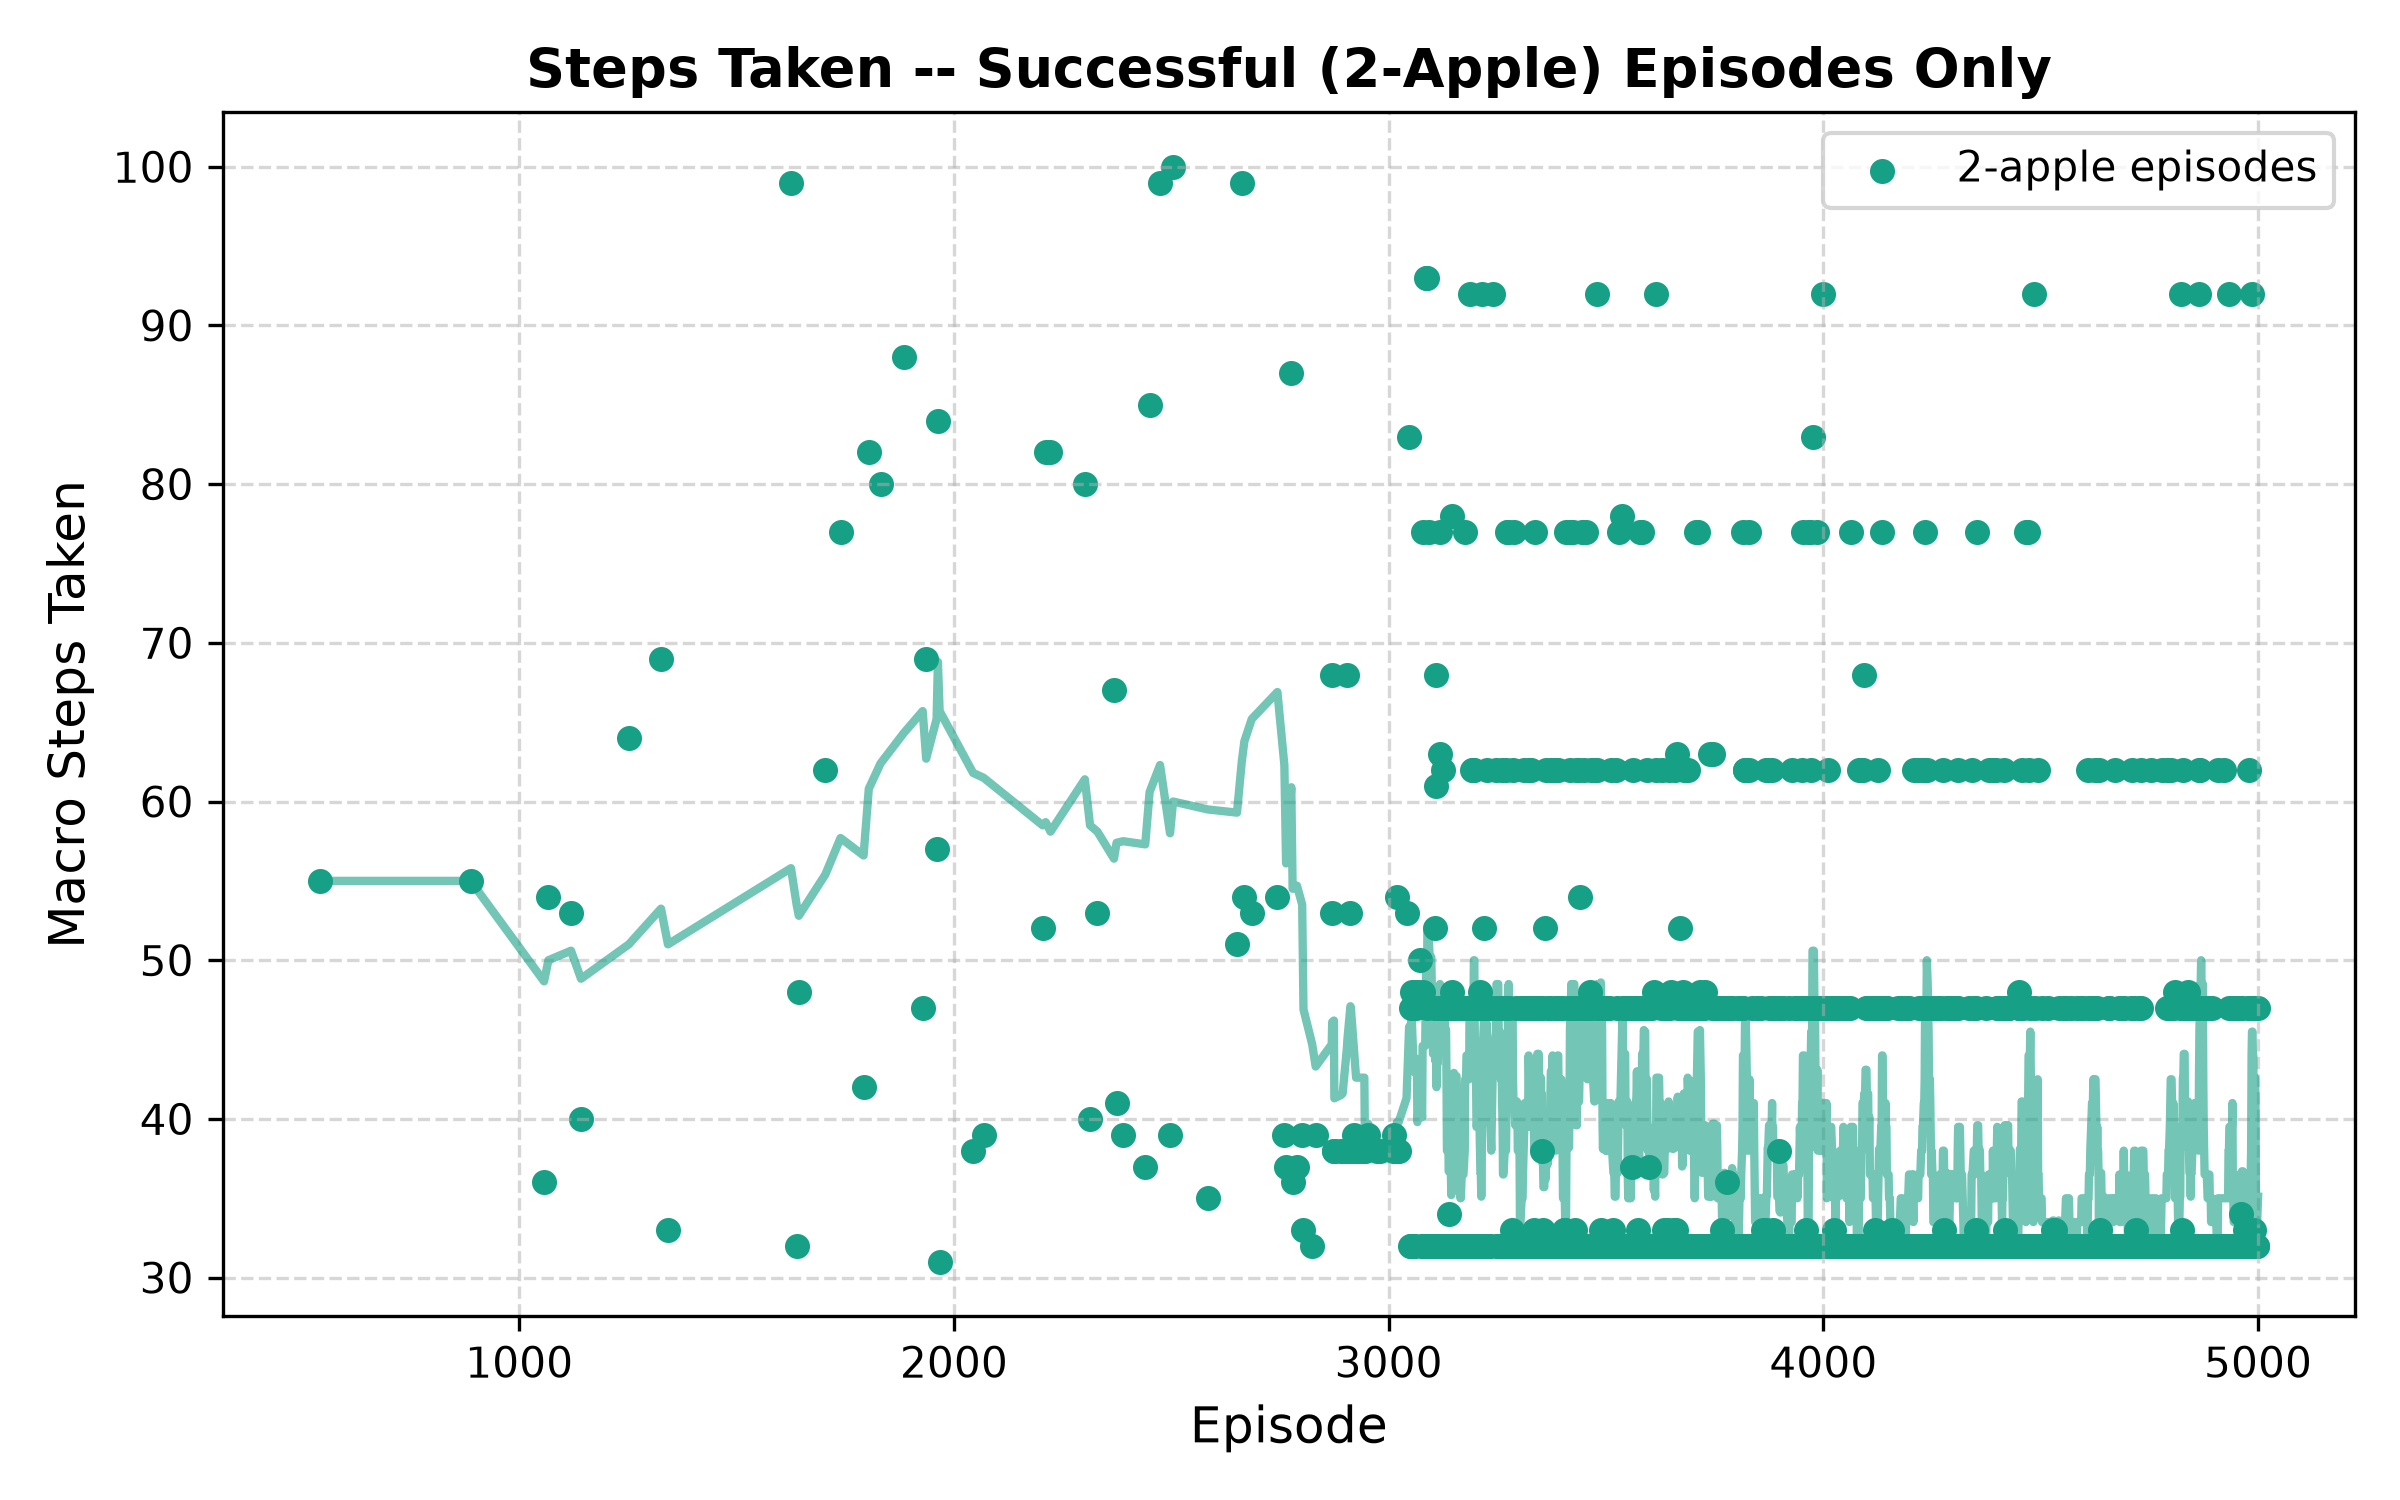 Steps Taken -- Successful (2-Apple) Episodes Only
2-apple episodes
Macro Steps Taken
100
90
80
70
60
50
40
30
1000 2000 3000 4000 5000
Episode